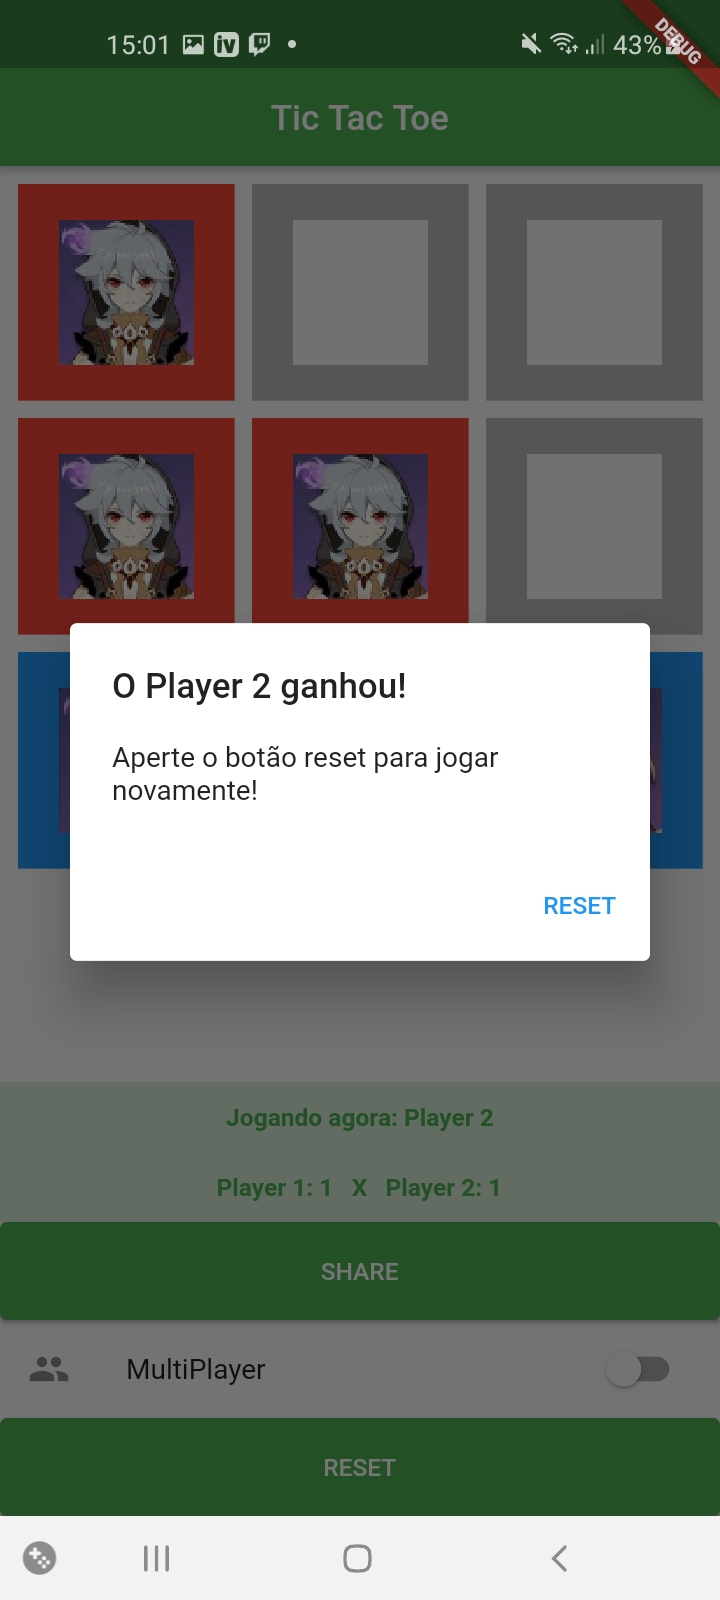 15:01
iv
43%
DEBUG
Tic Tac Toe
O Player 2 ganhou!
Aperte o botão reset para jogar
novamente!
RESET
Jogando agora: Player 2
Player 1: 1 X Player 2: 1
SHARE
MultiPlayer
RESET